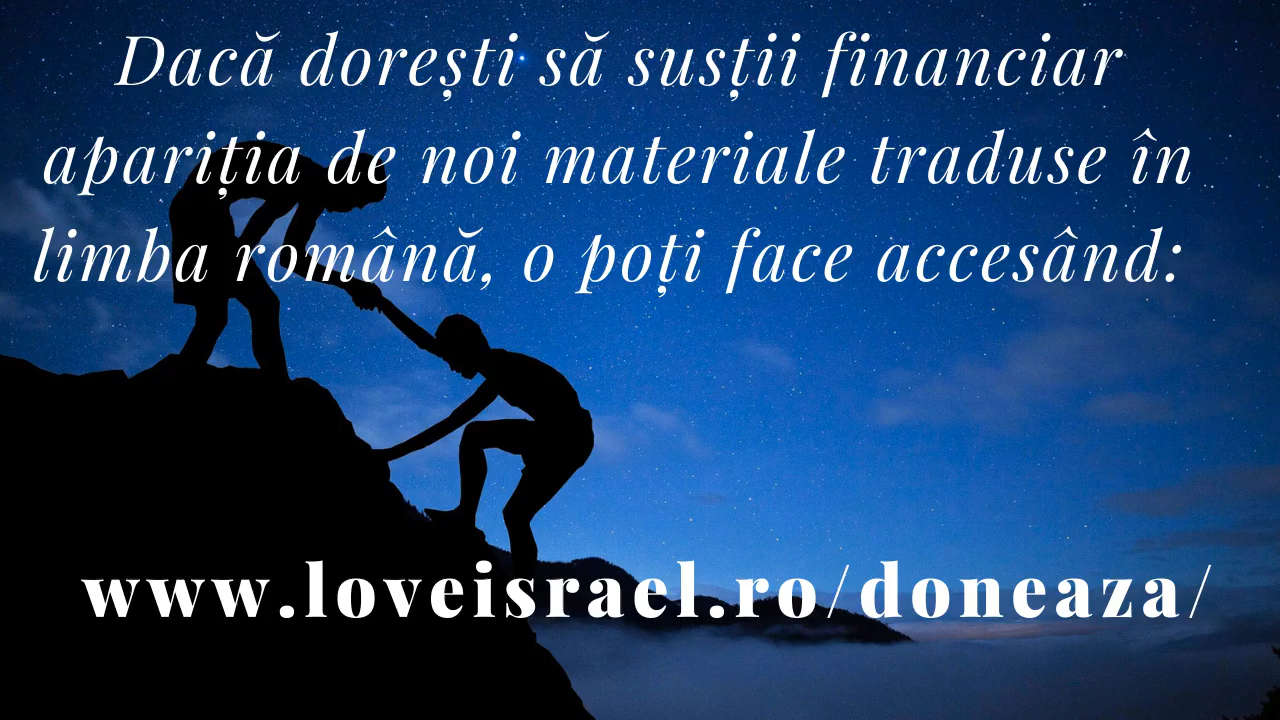 Dacă dorești să susții financiar
apariția de noi materiale traduse în
limba română, o poți face accesând:
www.loveisrael.ro/doneaza/